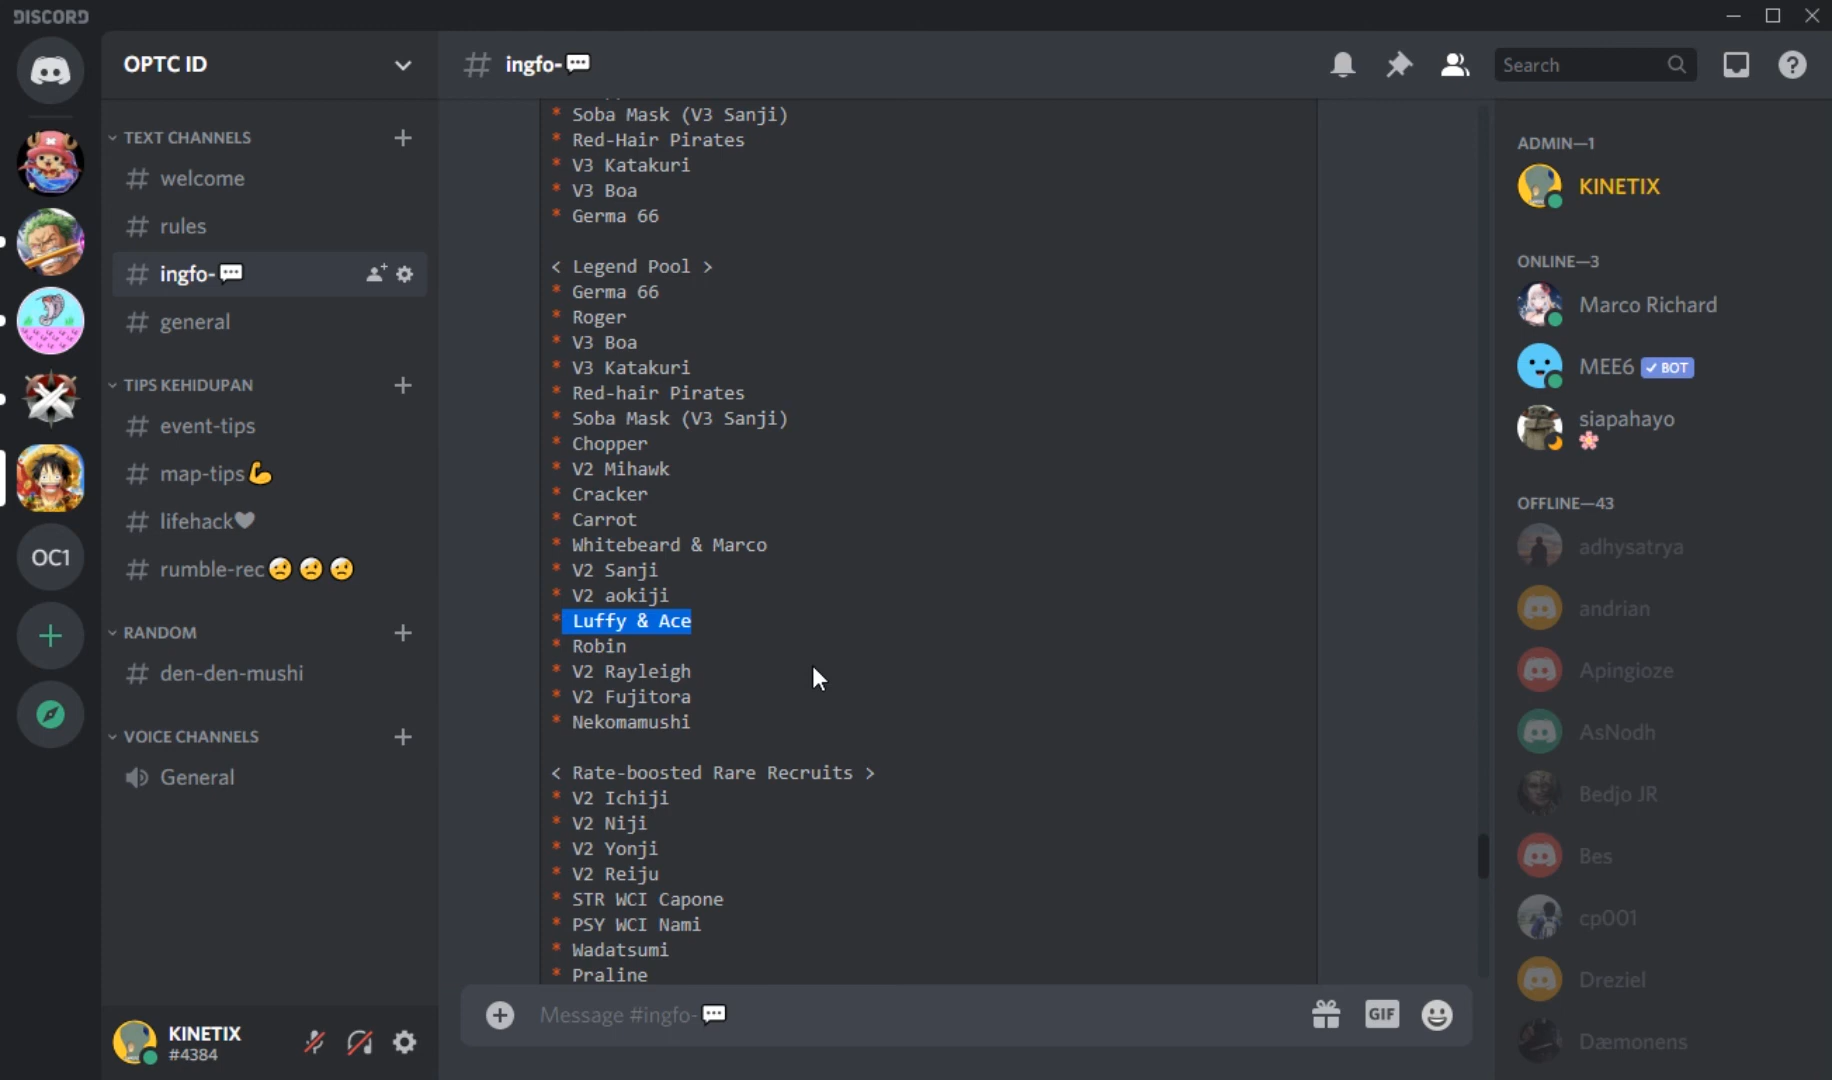 DISCORD
OPTC ID
# ingfo-💬
Search
TEXT CHANNELS
# welcome
# rules
# ingfo-💬
# general
TIPS KEHIDUPAN
# event-tips
# map-tips💪
# lifehack🖤
# rumble-rec🤕🤕🤕
OC1
RANDOM
# den-den-mushi
VOICE CHANNELS
General
KINETIX
#4384
* Soba Mask (V3 Sanji)
* Red-Hair Pirates
* V3 Katakuri
* V3 Boa
* Germa 66
< Legend Pool >
* Germa 66
* Roger
* V3 Boa
* V3 Katakuri
* Red-hair Pirates
* Soba Mask (V3 Sanji)
* Chopper
* V2 Mihawk
* Cracker
* Carrot
* Whitebeard & Marco
* V2 Sanji
* V2 aokiji
* Luffy & Ace
* Robin
* V2 Rayleigh
* V2 Fujitora
* Nekomamushi
< Rate-boosted Rare Recruits >
* V2 Ichiji
* V2 Niji
* V2 Yonji
* V2 Reiju
* STR WCI Capone
* PSY WCI Nami
* Wadatsumi
* Praline
Message #ingfo-💬
GIF
ADMIN—1
KINETIX
ONLINE—3
Marco Richard
MEE6 ✓ BOT
siapahayo
🌸
OFFLINE—43
adhysatrya
andrian
Apingioze
AsNodh
Bedjo JR
Bes
cp001
Dreziel
Dæmonens